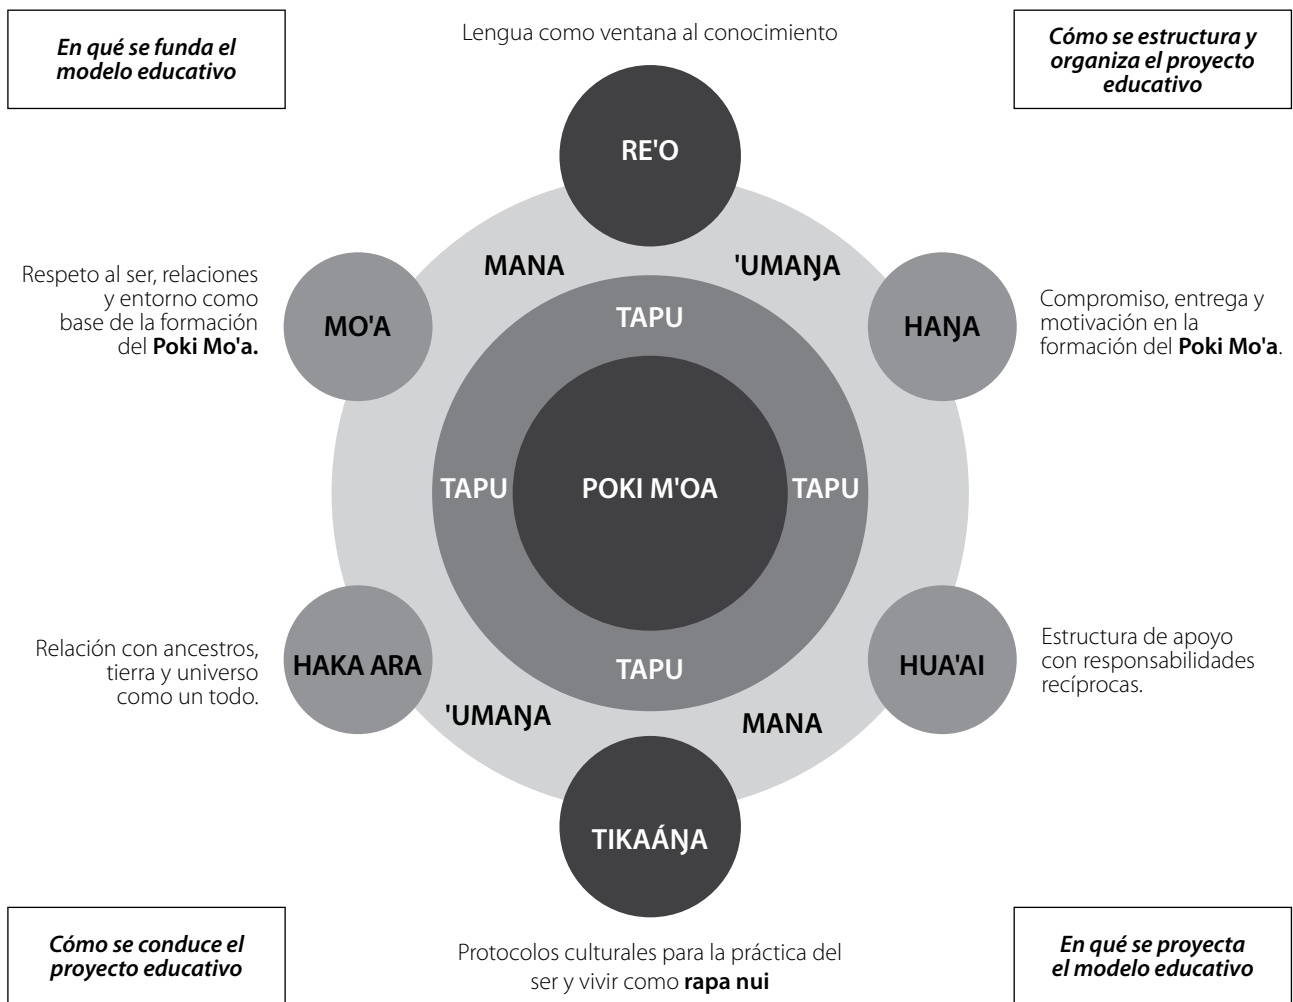 En qué se funda el
modelo educativo
Lengua como ventana al conocimiento
Cómo se estructura y
organiza el proyecto
educativo
RE'O
MANA
'UMAŊA
Respeto al ser, relaciones
y entorno como
base de la formación
del Poki Mo'a.
MO'A
TAPU
HAŊA
Compromiso, entrega y
motivación en la
formación del Poki Mo'a.
TAPU
POKI M'OA
TAPU
Relación con ancestros,
tierra y universo
como un todo.
HAKA ARA
TAPU
HUA'AI
Estructura de apoyo
con responsabilidades
recíprocas.
'UMAŊA
MANA
TIKAÁŊA
Cómo se conduce el
proyecto educativo
Protocolos culturales para la práctica del
ser y vivir como rapa nui
En qué se proyecta
el modelo educativo